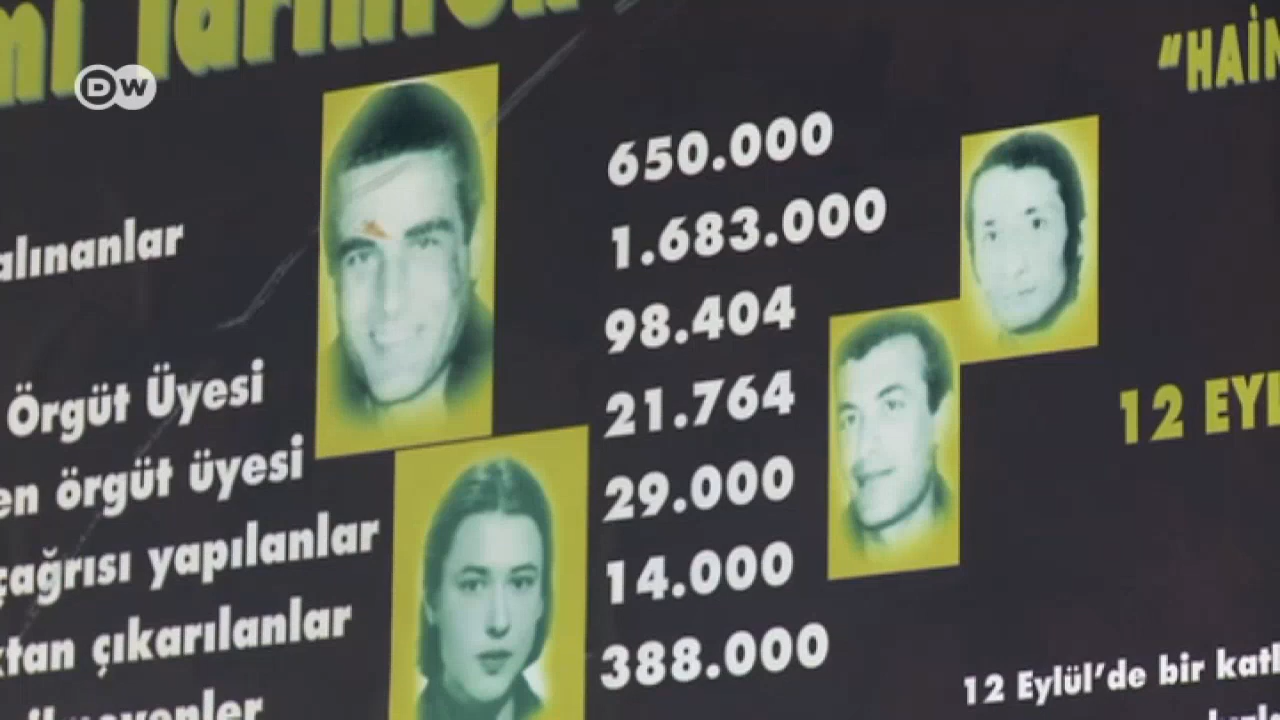 DW
"HAİN
650.000
alınanlar
1.683.000
98.404
Örgüt Üyesi
21.764
12 EYL
en örgüt üyesi
29.000
çağrısı yapılanlar
14.000
ktan çıkarılanlar
388.000
12 Eylül'de bir katl